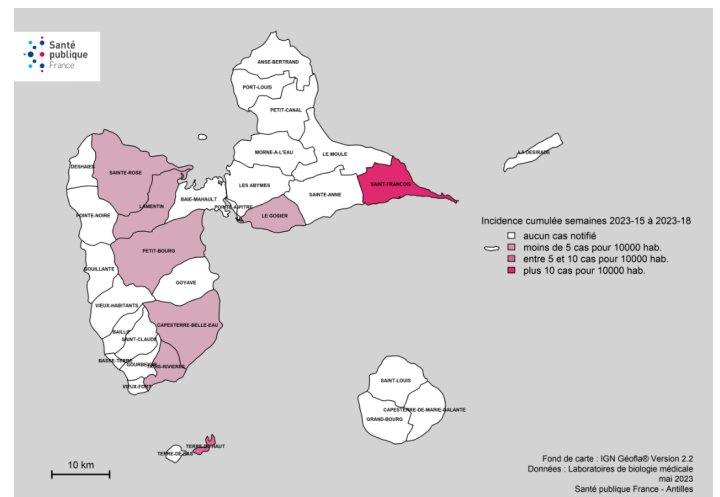 Santé
publique
France
ANSE-BERTRAND
PORT-LOUIS
PETIT-CANAL
MORNE-A-L'EAU
LE MOULE
LA DESIRADE
DESHAIES
SAINTE-ROSE
LAMENTIN
BAIE-MAHAULT
LES ABYMES
POINTE-A-PITRE
SAINTE-ANNE
SAINT-FRANCOIS
POINTE-NOIRE
LE GOSIER
PETIT-BOURG
BOUILLANTE
GOYAVE
VIEUX-HABITANTS
CAPESTERRE-BELLE-EAU
BAILLIF
SAINT-CLAUDE
BASSE-TERRE
GOURBEYRE
TROIS-RIVIERES
VIEUX-FORT
TERRE-DE-BAS
TERRE-DE-HAUT
SAINT-LOUIS
CAPESTERRE-DE-MARIE-GALANTE
GRAND-BOURG
Incidence cumulée semaines 2023-15 à 2023-18
aucun cas notifié
moins de 5 cas pour 10000 hab.
entre 5 et 10 cas pour 10000 hab.
plus 10 cas pour 10000 hab.
10 km
Fond de carte : IGN Géofla® Version 2.2
Données : Laboratoires de biologie médicale
mai 2023
Santé publique France - Antilles